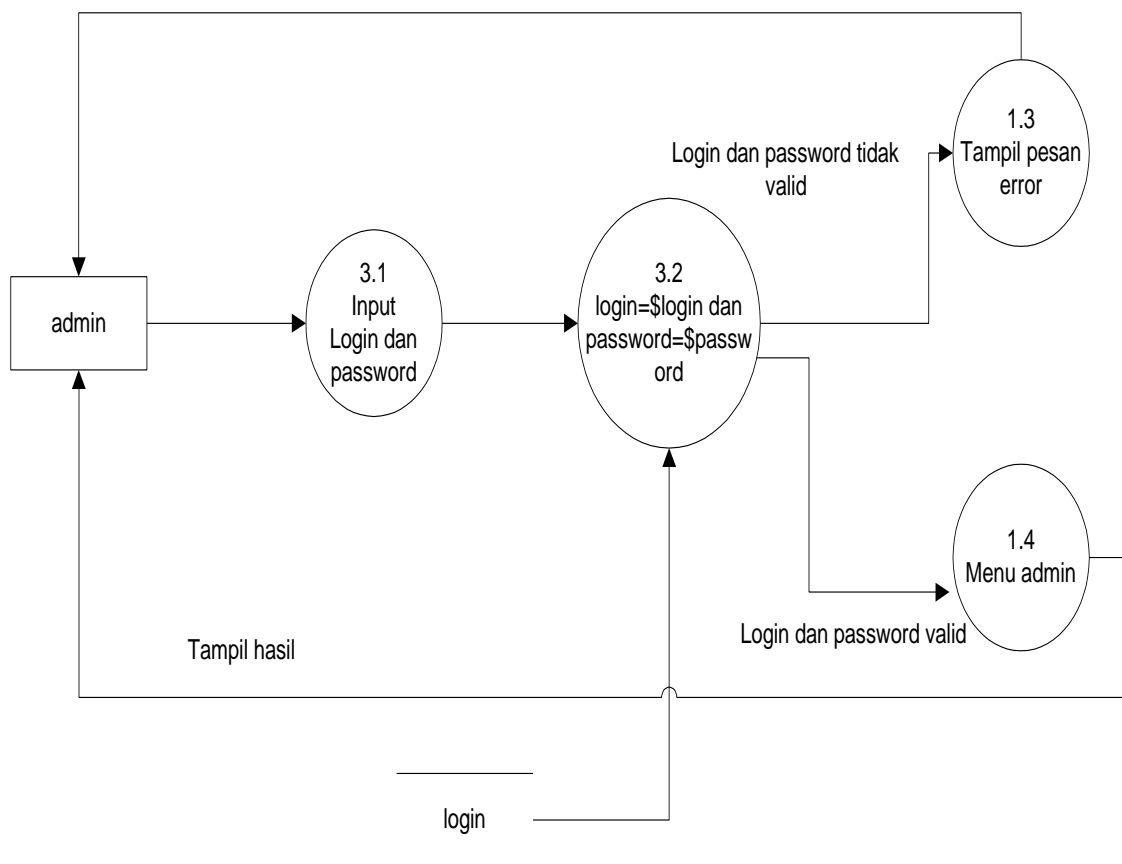 1.3
Tampil pesan
error
Login dan password tidak
valid
admin
3.1
Input
Login dan
password
3.2
login=$login dan
password=$passw
ord
1.4
Menu admin
Login dan password valid
Tampil hasil
login